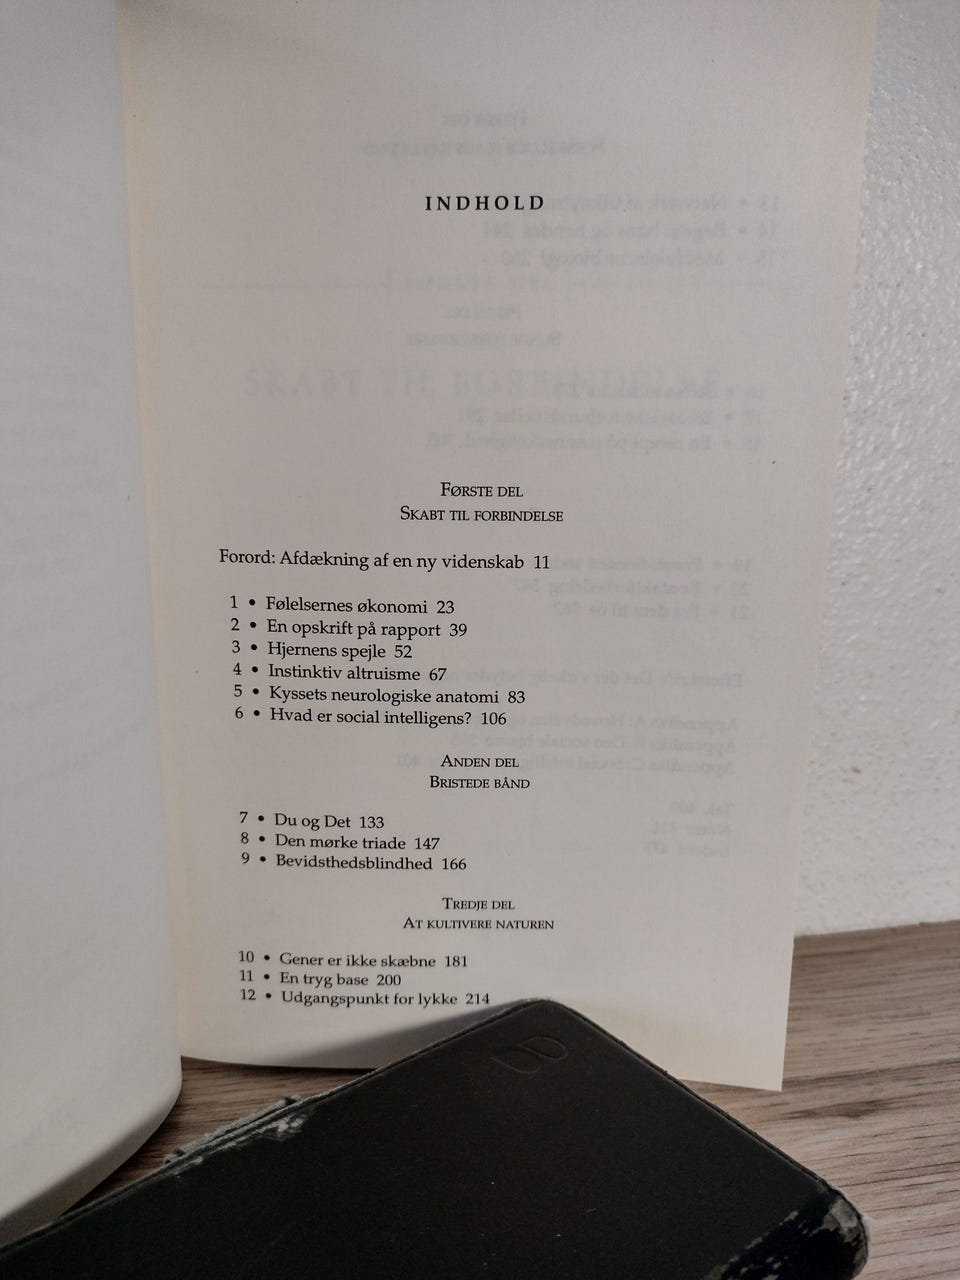 INDHOLD
FØRSTE DEL
SKABT TIL FORBINDELSE
Forord: Afdækning af en ny videnskab 11
1 • Følelsernes økonomi 23
2 • En opskrift på rapport 39
3 • Hjernens spejle 52
4 • Instinktiv altruisme 67
5 • Kyssets neurologiske anatomi 83
6 • Hvad er social intelligens? 106
ANDEN DEL
BRISTEDE BÅND
7 • Du og Det 133
8 • Den mørke triade 147
9 • Bevidsthedsblindhed 166
TREDJE DEL
AT KULTIVERE NATUREN
10 • Gener er ikke skæbne 181
11 • En tryg base 200
12 • Udgangspunkt for lykke 214